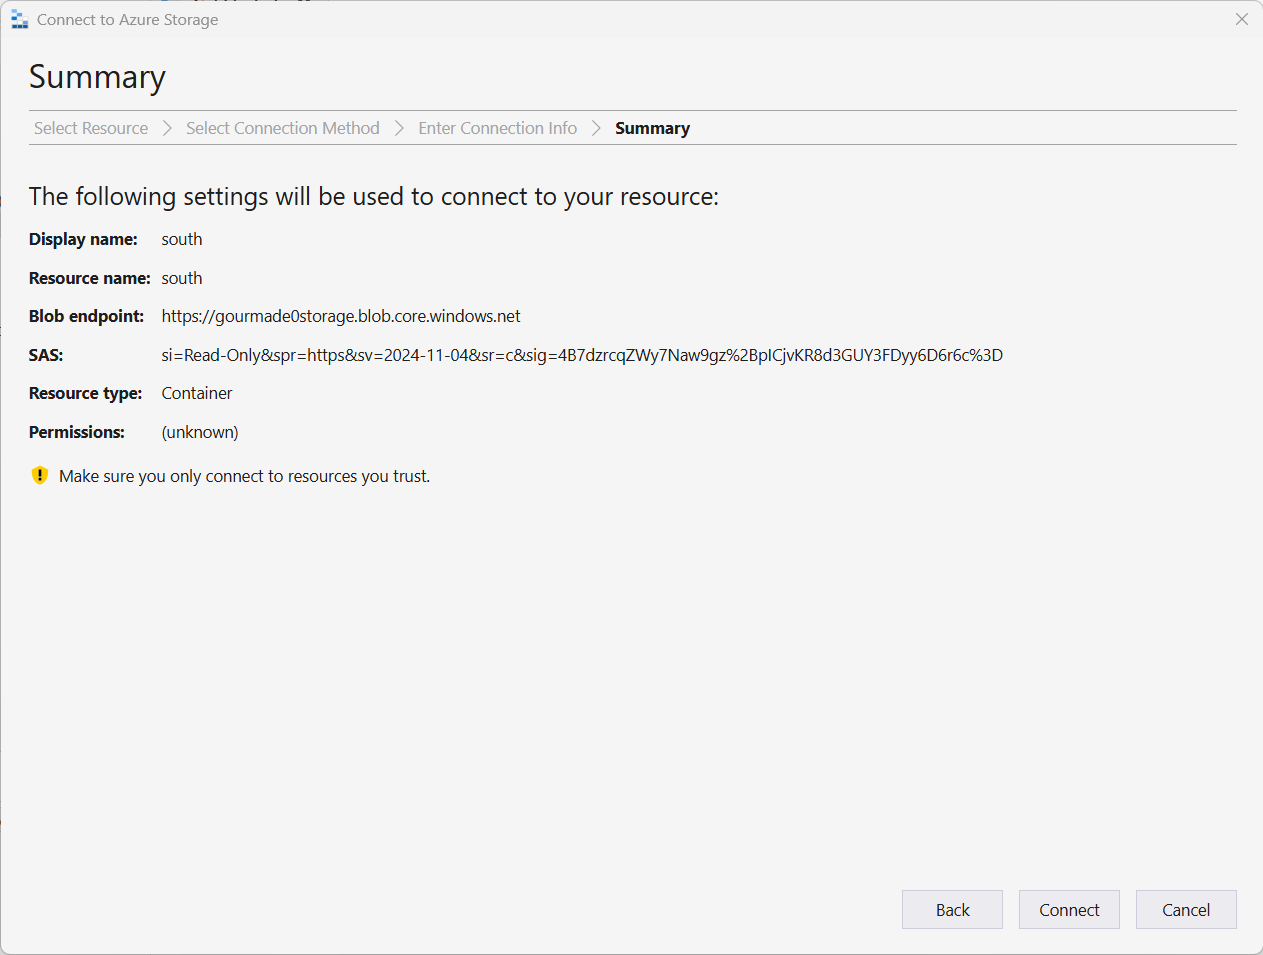 Connect to Azure Storage
Summary
Select Resource > Select Connection Method > Enter Connection Info > Summary
The following settings will be used to connect to your resource:
Display name: south
Resource name: south
Blob endpoint: https://gourmade0storage.blob.core.windows.net
SAS: si=Read-Only&spr=https&sv=2024-11-04&sr=c&sig=4B7dzrcqZWy7Naw9gz%2BpICjvKR8d3GUY3FDyy6D6r6c%3D
Resource type: Container
Permissions: (unknown)
Make sure you only connect to resources you trust.
Back Connect Cancel